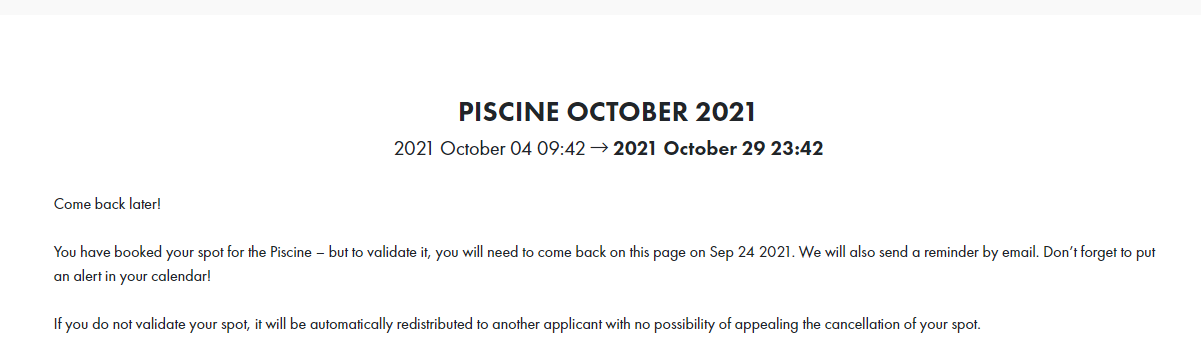 PISCINE OCTOBER 2021
2021 October 04 09:42 → 2021 October 29 23:42
Come back later!
You have booked your spot for the Piscine – but to validate it, you will need to come back on this page on Sep 24 2021. We will also send a reminder by email. Don’t forget to put
an alert in your calendar!
If you do not validate your spot, it will be automatically redistributed to another applicant with no possibility of appealing the cancellation of your spot.